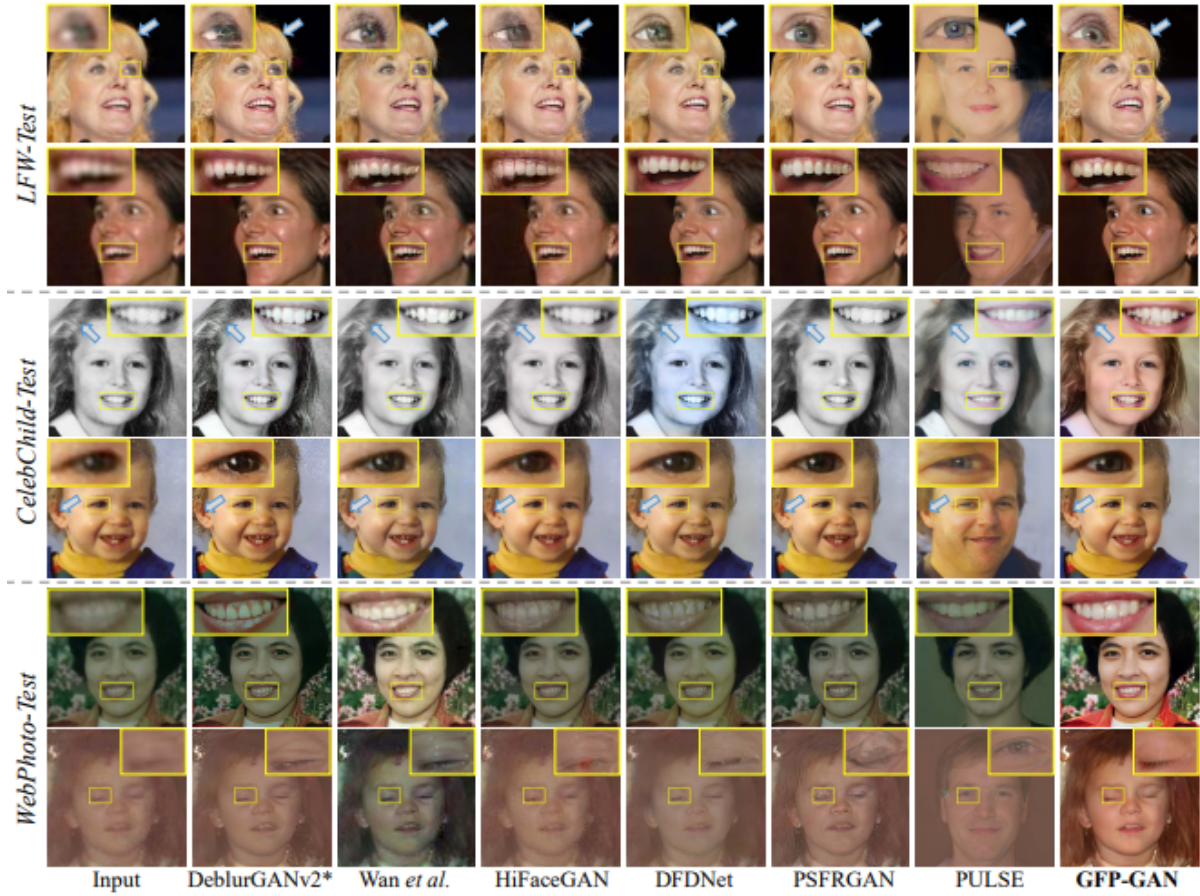 LFW-Test
CelebChild-Test
WebPhoto-Test
Input DeblurGANv2* Wan et al. HiFaceGAN DFDNet PSFRGAN PULSE GFP-GAN